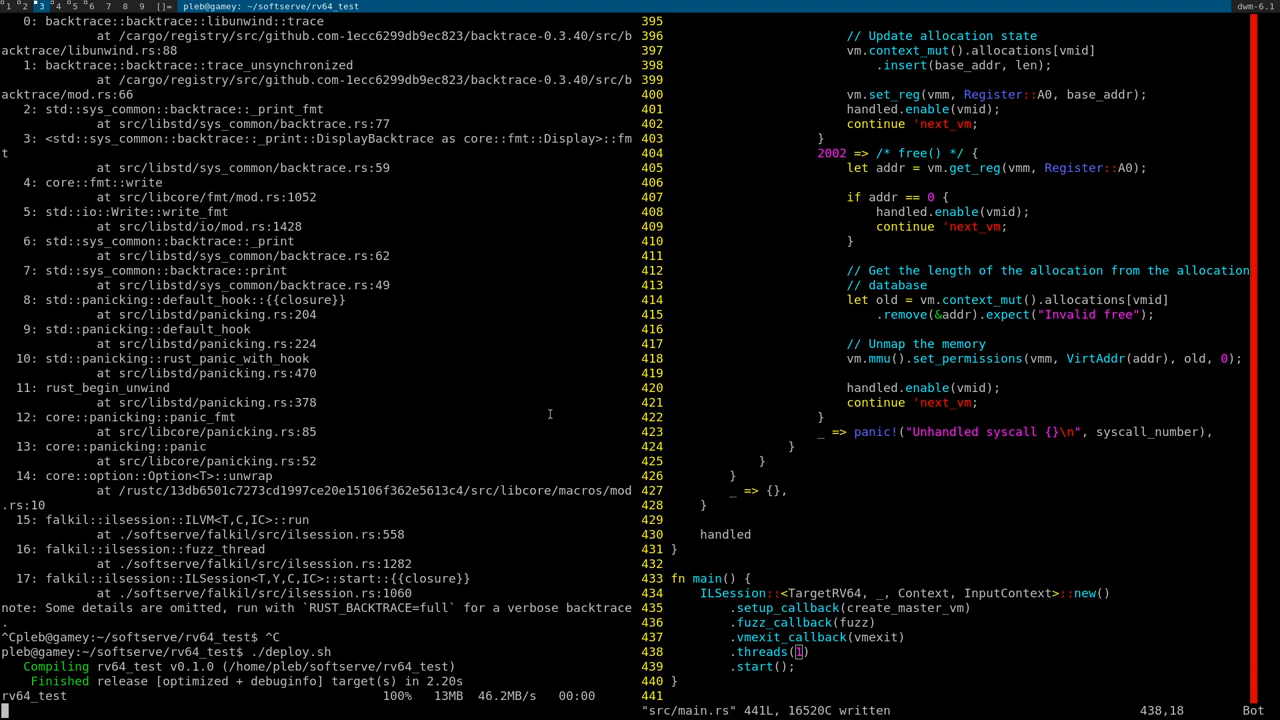 1 2 3 4 5 6 7 8 9 []= pleb@gamey: ~/softserve/rv64_test dwm-6.1
0: backtrace::backtrace::libunwind::trace
at /cargo/registry/src/github.com-1ecc6299db9ec823/backtrace-0.3.40/src/b
acktrace/libunwind.rs:88
1: backtrace::backtrace::trace_unsynchronized
at /cargo/registry/src/github.com-1ecc6299db9ec823/backtrace-0.3.40/src/b
acktrace/mod.rs:66
2: std::sys_common::backtrace::_print_fmt
at src/libstd/sys_common/backtrace.rs:77
3: <std::sys_common::backtrace::_print::DisplayBacktrace as core::fmt::Display>::fm
t
at src/libstd/sys_common/backtrace.rs:59
4: core::fmt::write
at src/libcore/fmt/mod.rs:1052
5: std::io::Write::write_fmt
at src/libstd/io/mod.rs:1428
6: std::sys_common::backtrace::_print
at src/libstd/sys_common/backtrace.rs:62
7: std::sys_common::backtrace::print
at src/libstd/sys_common/backtrace.rs:49
8: std::panicking::default_hook::{{closure}}
at src/libstd/panicking.rs:204
9: std::panicking::default_hook
at src/libstd/panicking.rs:224
10: std::panicking::rust_panic_with_hook
at src/libstd/panicking.rs:470
11: rust_begin_unwind
at src/libstd/panicking.rs:378
12: core::panicking::panic_fmt
at src/libcore/panicking.rs:85
13: core::panicking::panic
at src/libcore/panicking.rs:52
14: core::option::Option<T>::unwrap
at /rustc/13db6501c7273cd1997ce20e15106f362e5613c4/src/libcore/macros/mod
.rs:10
15: falkil::ilsession::ILVM<T,C,IC>::run
at ./softserve/falkil/src/ilsession.rs:558
16: falkil::ilsession::fuzz_thread
at ./softserve/falkil/src/ilsession.rs:1282
17: falkil::ilsession::ILSession<T,Y,C,IC>::start::{{closure}}
at ./softserve/falkil/src/ilsession.rs:1060
note: Some details are omitted, run with `RUST_BACKTRACE=full` for a verbose backtrace
.
^Cpleb@gamey:~/softserve/rv64_test$ ^C
pleb@gamey:~/softserve/rv64_test$ ./deploy.sh
Compiling rv64_test v0.1.0 (/home/pleb/softserve/rv64_test)
Finished release [optimized + debuginfo] target(s) in 2.20s
rv64_test 100% 13MB 46.2MB/s 00:00
395
396 // Update allocation state
397 vm.context_mut().allocations[vmid]
398 .insert(base_addr, len);
399
400 vm.set_reg(vmm, Register::A0, base_addr);
401 handled.enable(vmid);
402 continue 'next_vm;
403 }
404 2002 => /* free() */ {
405 let addr = vm.get_reg(vmm, Register::A0);
406
407 if addr == 0 {
408 handled.enable(vmid);
409 continue 'next_vm;
410 }
411
412 // Get the length of the allocation from the allocation
413 // database
414 let old = vm.context_mut().allocations[vmid]
415 .remove(&addr).expect("Invalid free");
416
417 // Unmap the memory
418 vm.mmu().set_permissions(vmm, VirtAddr(addr), old, 0);
419
420 handled.enable(vmid);
421 continue 'next_vm;
422 }
423 _ => panic!("Unhandled syscall {}\n", syscall_number),
424 }
425 }
426 }
427 _ => {},
428 }
429
430 handled
431 }
432
433 fn main() {
434 ILSession::<TargetRV64, _, Context, InputContext>::new()
435 .setup_callback(create_master_vm)
436 .fuzz_callback(fuzz)
437 .vmexit_callback(vmexit)
438 .threads(1)
439 .start();
440 }
441
"src/main.rs" 441L, 16520C written 438,18 Bot